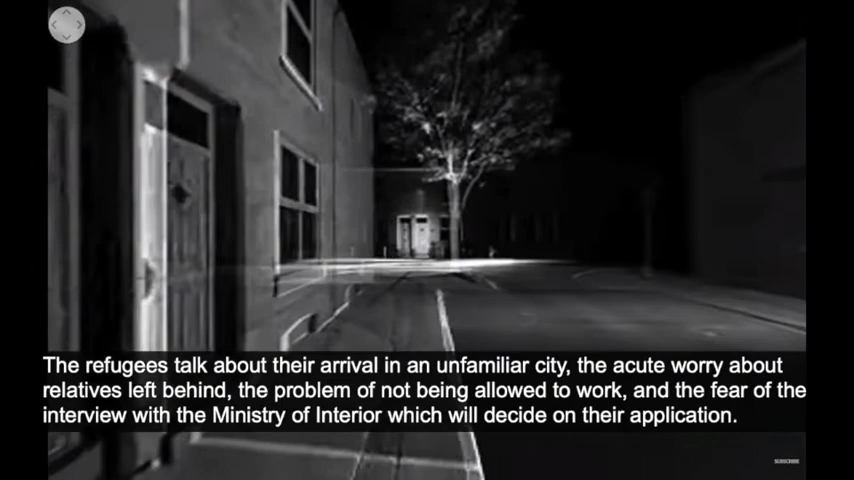 The refugees talk about their arrival in an unfamiliar city, the acute worry about
relatives left behind, the problem of not being allowed to work, and the fear of the
interview with the Ministry of Interior which will decide on their application.
SUBSCRIBE